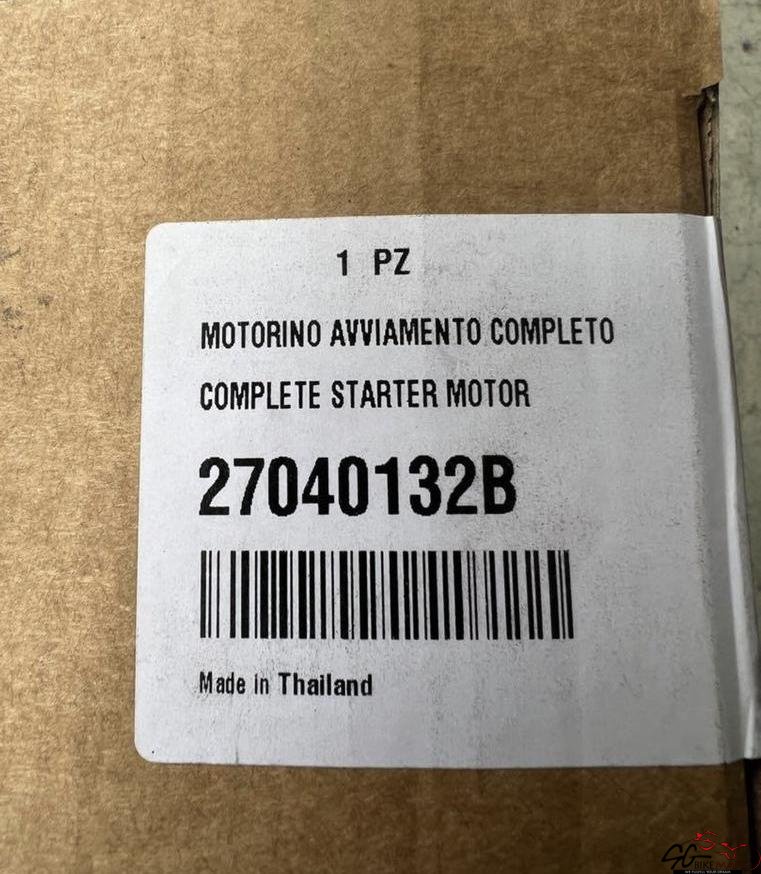 1 PZ
MOTORINO AVVIAMENTO COMPLETO
COMPLETE STARTER MOTOR
27040132B
Made in Thailand